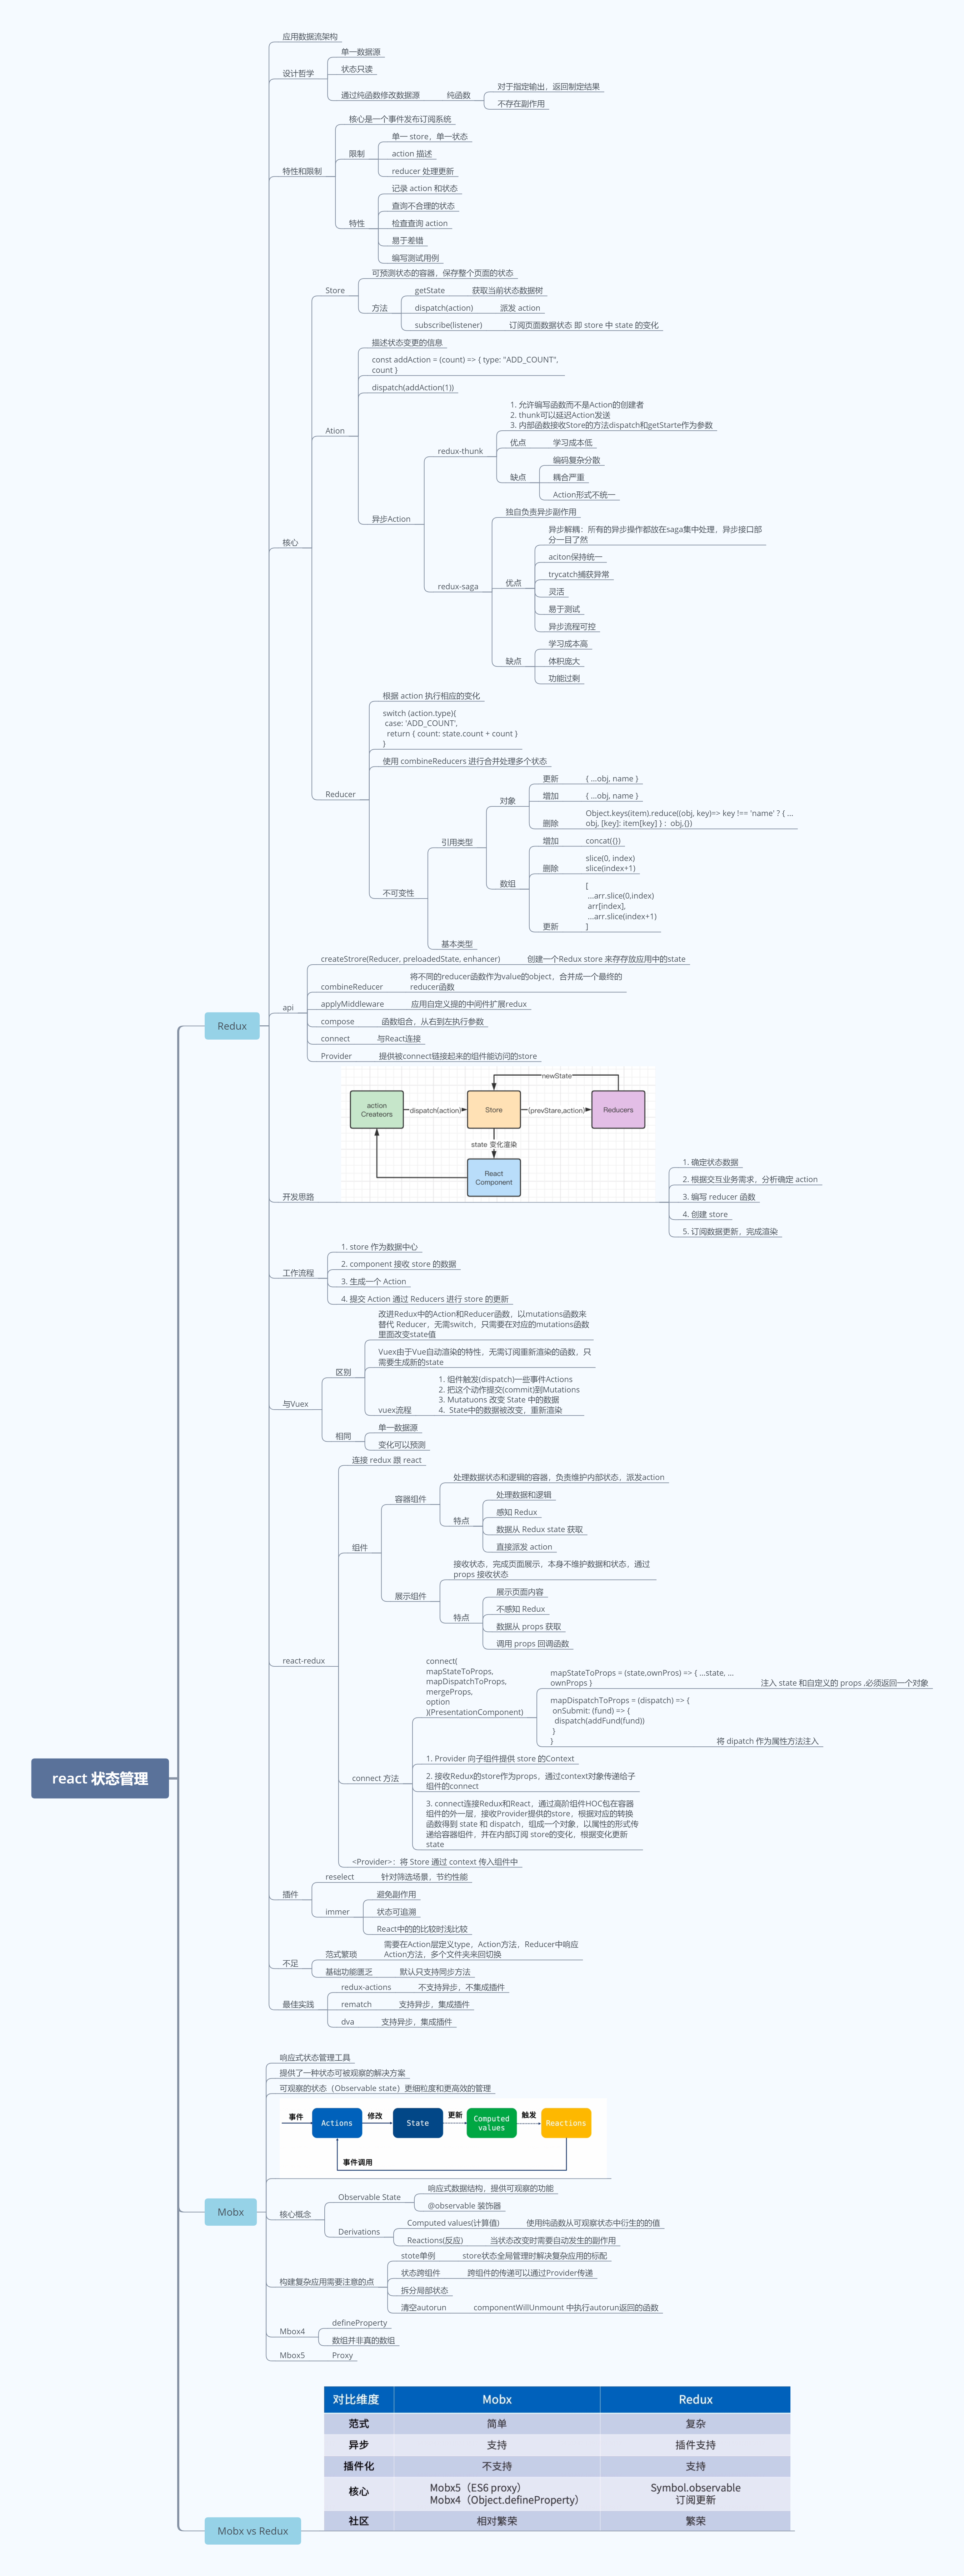 react 状态管理
Redux
应用数据流架构
设计哲学
单一数据源
状态只读
通过纯函数修改数据源
纯函数
对于指定输出，返回制定结果
不存在副作用
特性和限制
核心是一个事件发布订阅系统
限制
单一 store，单一状态
action 描述
reducer 处理更新
特性
记录 action 和状态
查询不合理的状态
检查查询 action
易于差错
编写测试用例
核心
Store
可预测状态的容器，保存整个页面的状态
方法
getState
获取当前状态数据树
dispatch(action)
派发 action
subscribe(listener)
订阅页面数据状态 即 store 中 state 的变化
Ation
描述状态变更的信息
const addAction = (count) => { type: "ADD_COUNT",
count }
dispatch(addAction(1))
异步Action
redux-thunk
1. 允许编写函数而不是Action的创建者
2. thunk可以延迟Action发送
3. 内部函数接收Store的方法dispatch和getStarte作为参数
优点
学习成本低
缺点
编码复杂分散
耦合严重
Action形式不统一
redux-saga
独自负责异步副作用
优点
异步解耦：所有的异步操作都放在saga集中处理，异步接口部
分一目了然
aciton保持统一
trycatch捕获异常
灵活
易于测试
异步流程可控
缺点
学习成本高
体积庞大
功能过剩
Reducer
根据 action 执行相应的变化
switch (action.type){
case: 'ADD_COUNT',
return { count: state.count + count }
}
使用 combineReducers 进行合并处理多个状态
不可变性
引用类型
对象
更新
{ ...obj, name }
增加
{ ...obj, name }
删除
Object.keys(item).reduce((obj, key)=> key !== 'name' ? { ...
obj, [key]: item[key] } : obj,{})
数组
增加
concat({})
删除
slice(0, index)
slice(index+1)
更新
[
...arr.slice(0,index)
arr[index],
...arr.slice(index+1)
]
基本类型
api
createStrore(Reducer, preloadedState, enhancer)
创建一个Redux store 来存存放应用中的state
combineReducer
将不同的reducer函数作为value的object，合并成一个最终的
reducer函数
applyMiddleware
应用自定义提的中间件扩展redux
compose
函数组合，从右到左执行参数
connect
与React连接
Provider
提供被connect链接起来的组件能访问的store
开发思路
newState
action
Createors
dispatch(action)
Store
(prevStare,action)
Reducers
state 变化渲染
React
Component
1. 确定状态数据
2. 根据交互业务需求，分析确定 action
3. 编写 reducer 函数
4. 创建 store
5. 订阅数据更新，完成渲染
工作流程
1. store 作为数据中心
2. component 接收 store 的数据
3. 生成一个 Action
4. 提交 Action 通过 Reducers 进行 store 的更新
与Vuex
区别
改进Redux中的Action和Reducer函数，以mutations函数来
替代 Reducer，无需switch，只需要在对应的mutations函数
里面改变state值
Vuex由于Vue自动渲染的特性，无需订阅重新渲染的函数，只
需要生成新的state
vuex流程
1. 组件触发(dispatch)一些事件Actions
2. 把这个动作提交(commit)到Mutations
3. Mutatuons 改变 State 中的数据
4. State中的数据被改变，重新渲染
相同
单一数据源
变化可以预测
react-redux
连接 redux 跟 react
组件
容器组件
处理数据状态和逻辑的容器，负责维护内部状态，派发action
特点
处理数据和逻辑
感知 Redux
数据从 Redux state 获取
直接派发 action
展示组件
接收状态，完成页面展示，本身不维护数据和状态，通过
props 接收状态
特点
展示页面内容
不感知 Redux
数据从 props 获取
调用 props 回调函数
connect 方法
connect(
mapStateToProps,
mapDispatchToProps,
mergeProps,
option
)(PresentationComponent)
mapStateToProps = (state,ownPros) => { ...state, ...
ownProps }
注入 state 和自定义的 props ,必须返回一个对象
mapDispatchToProps = (dispatch) => {
onSubmit: (fund) => {
dispatch(addFund(fund))
}
}
将 dipatch 作为属性方法注入
1. Provider 向子组件提供 store 的Context
2. 接收Redux的store作为props，通过context对象传递给子
组件的connect
3. connect连接Redux和React，通过高阶组件HOC包在容器
组件的外一层，接收Provider提供的store，根据对应的转换
函数得到 state 和 dispatch，组成一个对象，以属性的形式传
递给容器组件，并在内部订阅 store的变化，根据变化更新
state
<Provider>：将 Store 通过 context 传入组件中
插件
reselect
针对筛选场景，节约性能
immer
避免副作用
状态可追溯
React中的的比较时浅比较
不足
范式繁琐
需要在Action层定义type，Action方法，Reducer中响应
Action方法，多个文件夹来回切换
基础功能匮乏
默认只支持同步方法
最佳实践
redux-actions
不支持异步，不集成插件
rematch
支持异步，集成插件
dva
支持异步，集成插件
Mobx
响应式状态管理工具
提供了一种状态可被观察的解决方案
可观察的状态（Observable state）更细粒度和更高效的管理
事件
Actions
修改
State
更新
Computed
values
触发
Reactions
事件调用
核心概念
Observable State
响应式数据结构，提供可观察的功能
@observable 装饰器
Derivations
Computed values(计算值)
使用纯函数从可观察状态中衍生的的值
Reactions(反应)
当状态改变时需要自动发生的副作用
构建复杂应用需要注意的点
stote单例
store状态全局管理时解决复杂应用的标配
状态跨组件
跨组件的传递可以通过Provider传递
拆分局部状态
清空autorun
componentWillUnmount 中执行autorun返回的函数
Mbox4
defineProperty
数组并非真的数组
Mbox5
Proxy
Mobx vs Redux
对比维度 Mobx Redux
范式 简单 复杂
异步 支持 插件支持
插件化 不支持 支持
核心
Mobx5（ES6 proxy）
Mobx4（Object.defineProperty）
Symbol.observable
订阅更新
社区 相对繁荣 繁荣